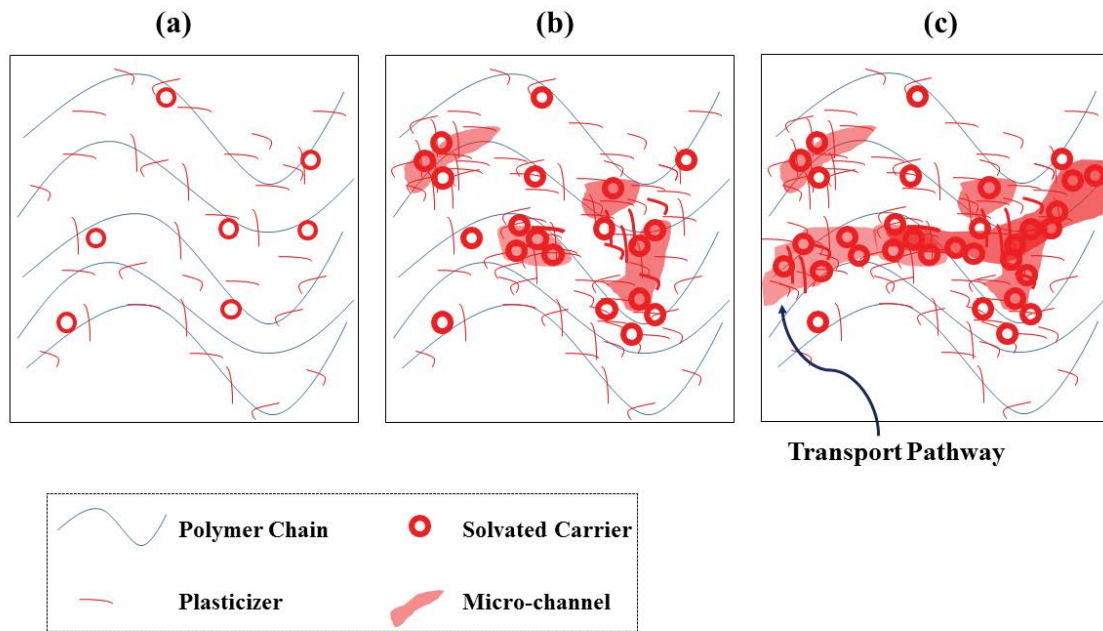 (a)
(b)
(c)
Transport Pathway
Polymer Chain
Solvated Carrier
Plasticizer
Micro-channel